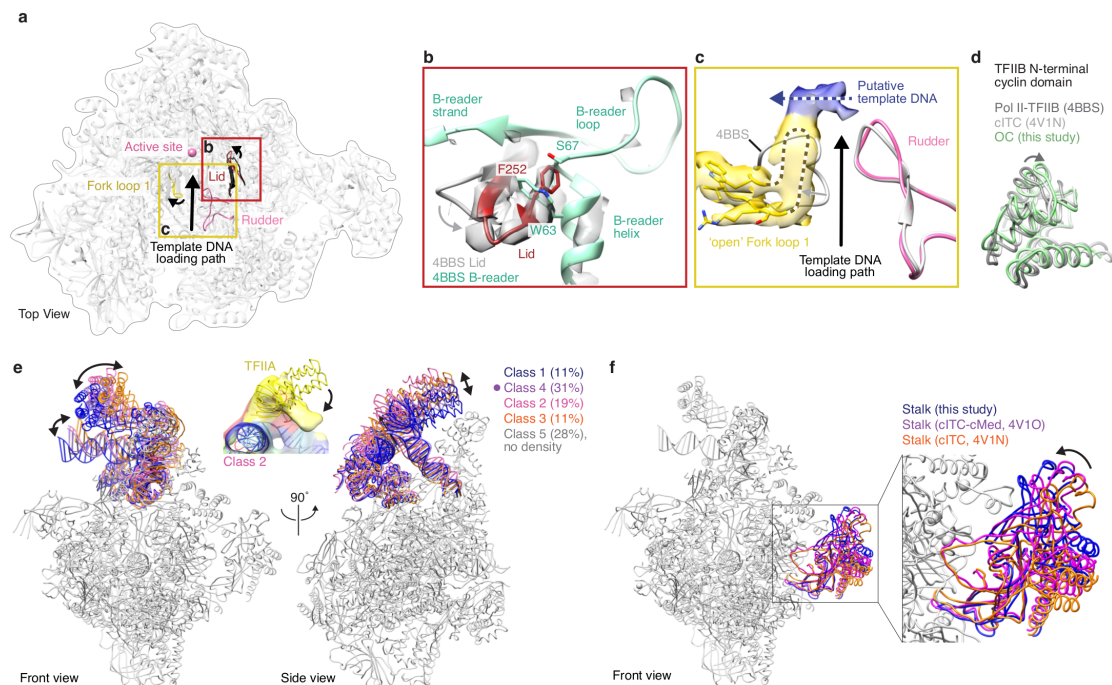 a
Active site
b
Fork loop 1
Lid
c
Rudder
Template DNA
loading path
Top View
b
B-reader
strand
B-reader
loop
S67
F252
W63
B-reader
helix
Lid
4BBS Lid
4BBS B-reader
c
Putative
template DNA
4BBS
Rudder
'open' Fork loop 1
Template DNA
loading path
d
TFIIB N-terminal
cyclin domain
Pol II-TFIIB (4BBS)
cITC (4V1N)
OC (this study)
e
TFIIA
Class 2
90°
Class 1 (11%)
Class 4 (31%)
Class 2 (19%)
Class 3 (11%)
Class 5 (28%),
no density
Front view
Side view
f
Stalk (this study)
Stalk (cITC-cMed, 4V1O)
Stalk (cITC, 4V1N)
Front view